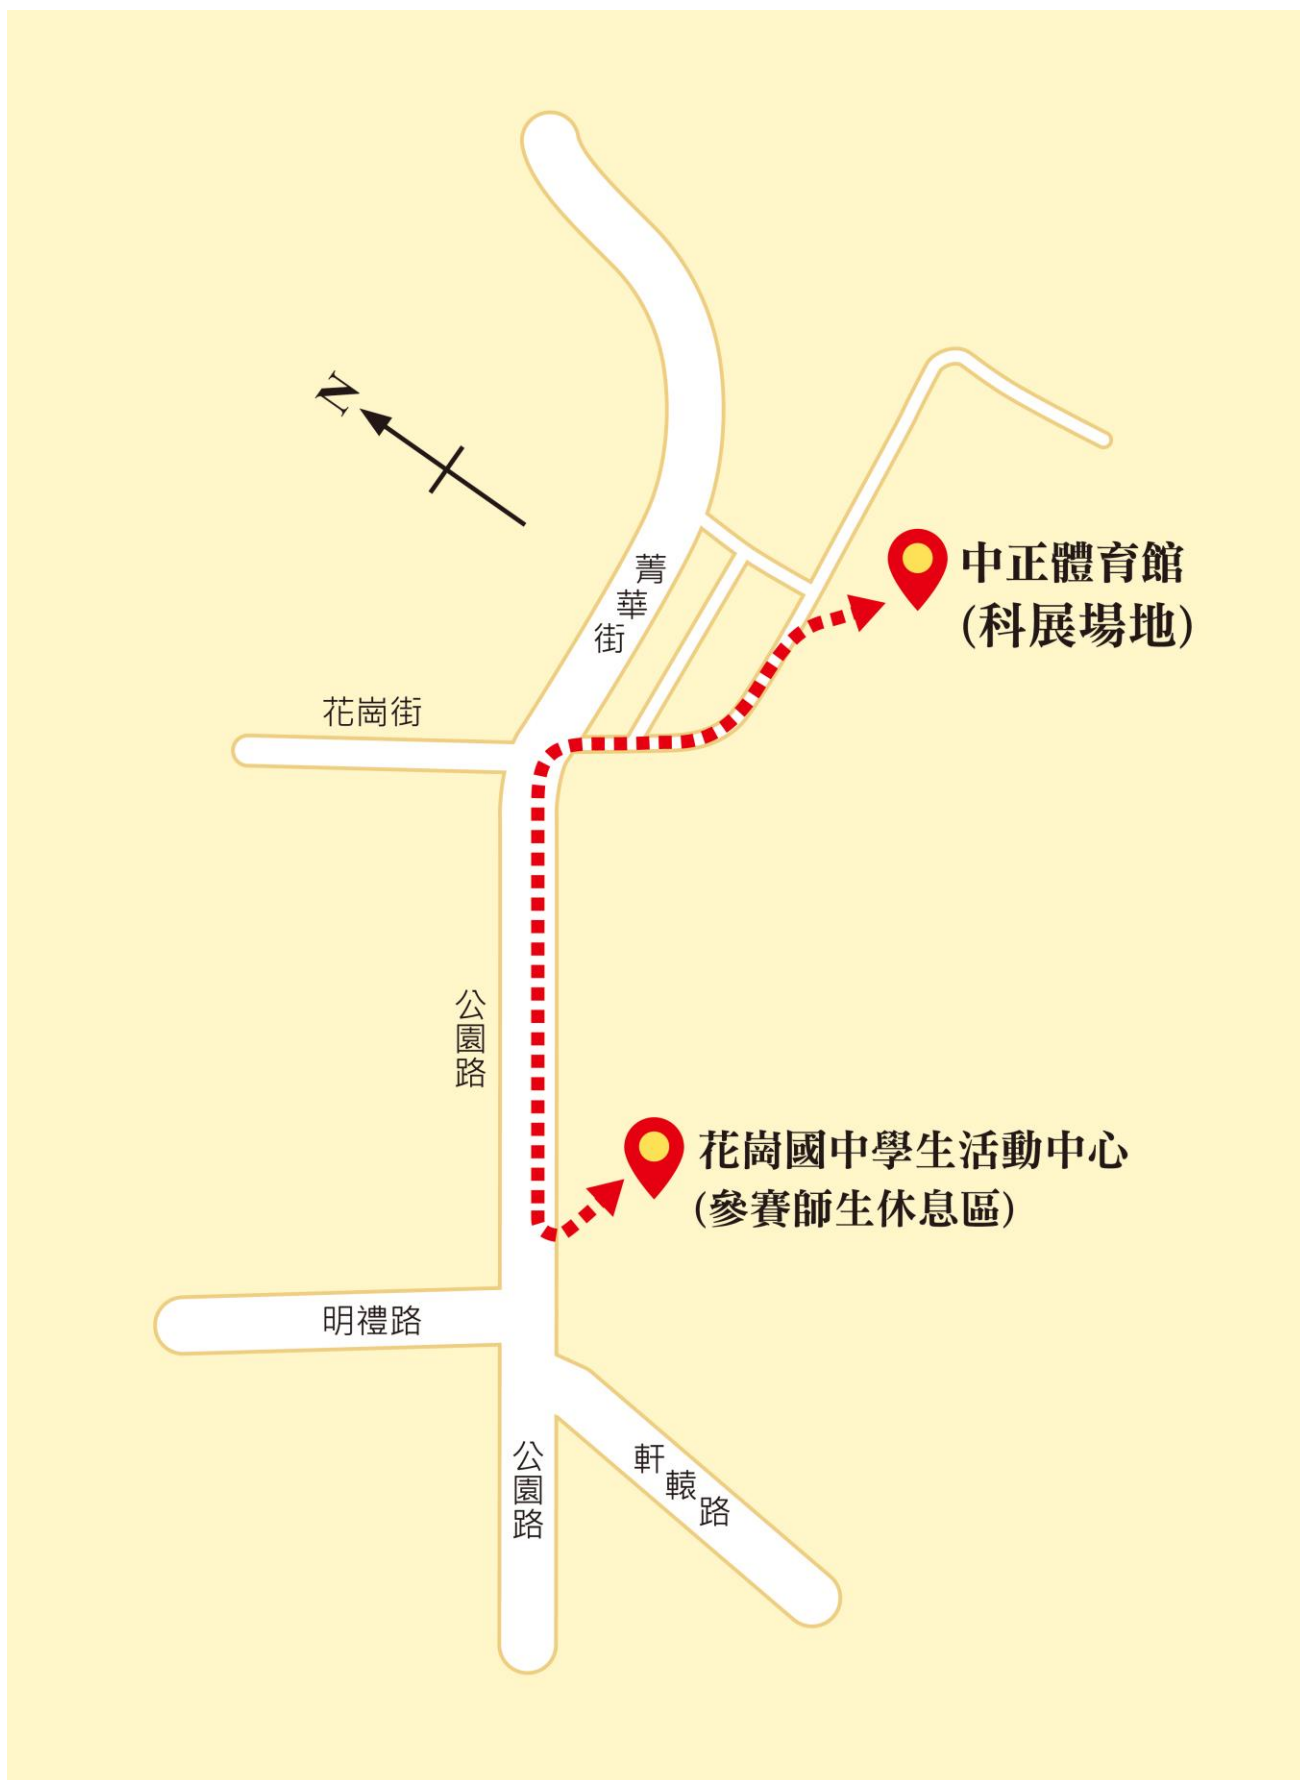 N
中正體育館
(科展場地)
菁華街
花崗街
公園路
花崗國中學生活動中心
(參賽師生休息區)
明禮路
公園路
軒轅路